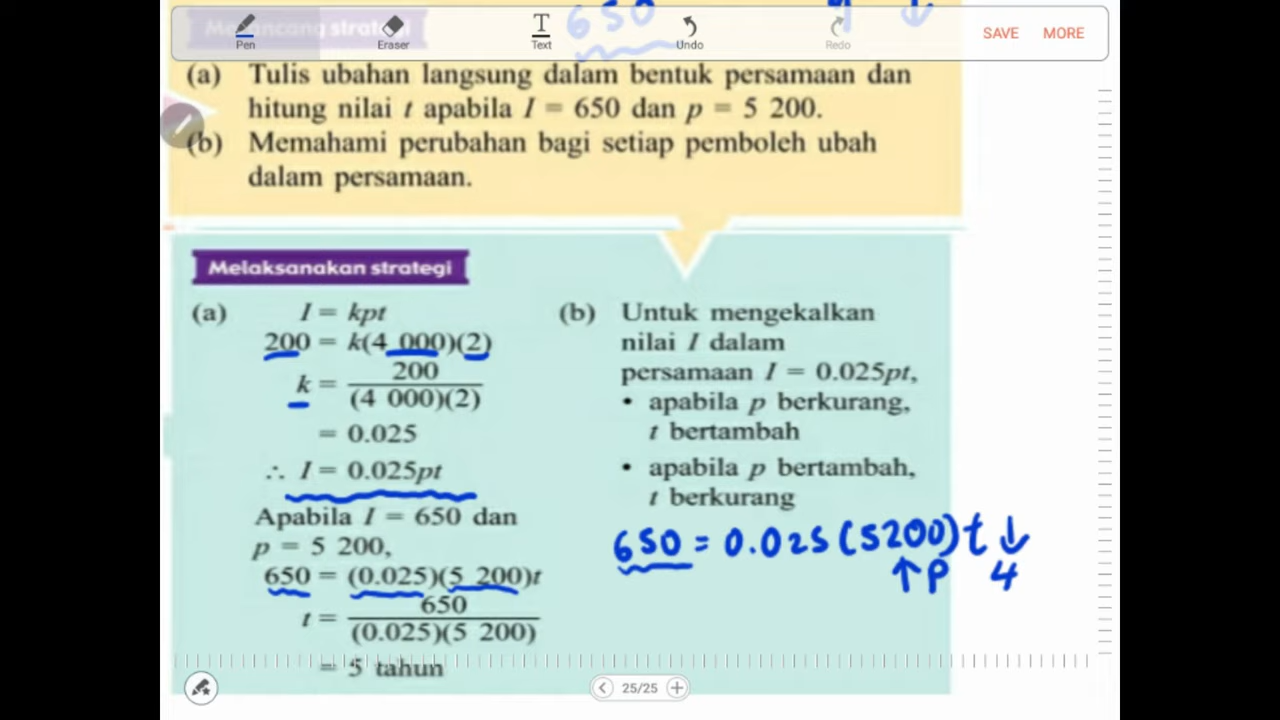 Melancang strategi
650
Pen
Eraser
Text
Undo
Redo
SAVE
MORE
(a) Tulis ubahan langsung dalam bentuk persamaan dan
hitung nilai t apabila I = 650 dan p = 5 200.
(b) Memahami perubahan bagi setiap pemboleh ubah
dalam persamaan.
Melaksanakan strategi
(a) I = kpt
200 = k(4 000)(2)
k = 200
(4 000)(2)
= 0.025
∴ I = 0.025pt
Apabila I = 650 dan
p = 5 200,
650 = (0.025)(5 200)t
t = 650
(0.025)(5 200)
= 5 tahun
(b) Untuk mengekalkan
nilai I dalam
persamaan I = 0.025pt,
• apabila p berkurang,
t bertambah
• apabila p bertambah,
t berkurang
650 = 0.025 (5200) t ↓
↑ p 4
25/25